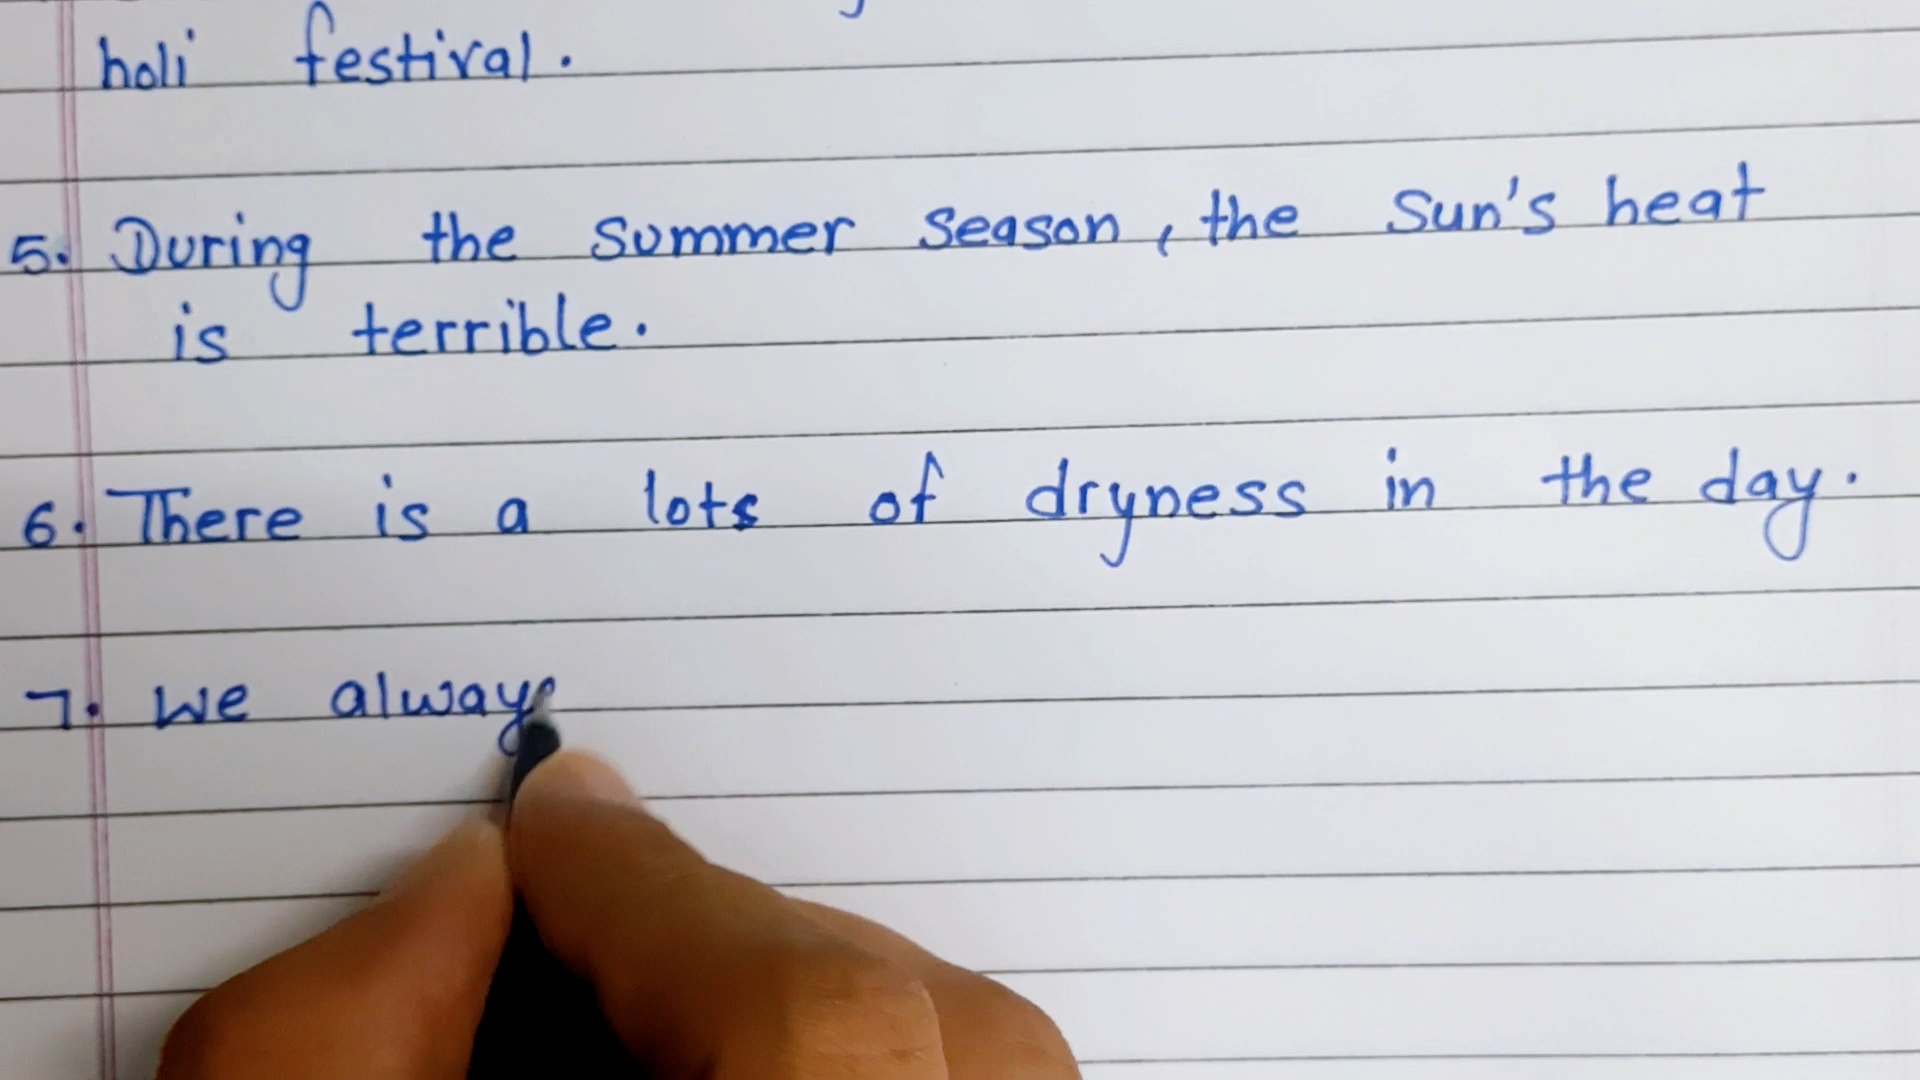 holi festival.
5. During the summer season, the Sun's heat
is terrible.
6. There is a lots of dryness in the day.
7. We always